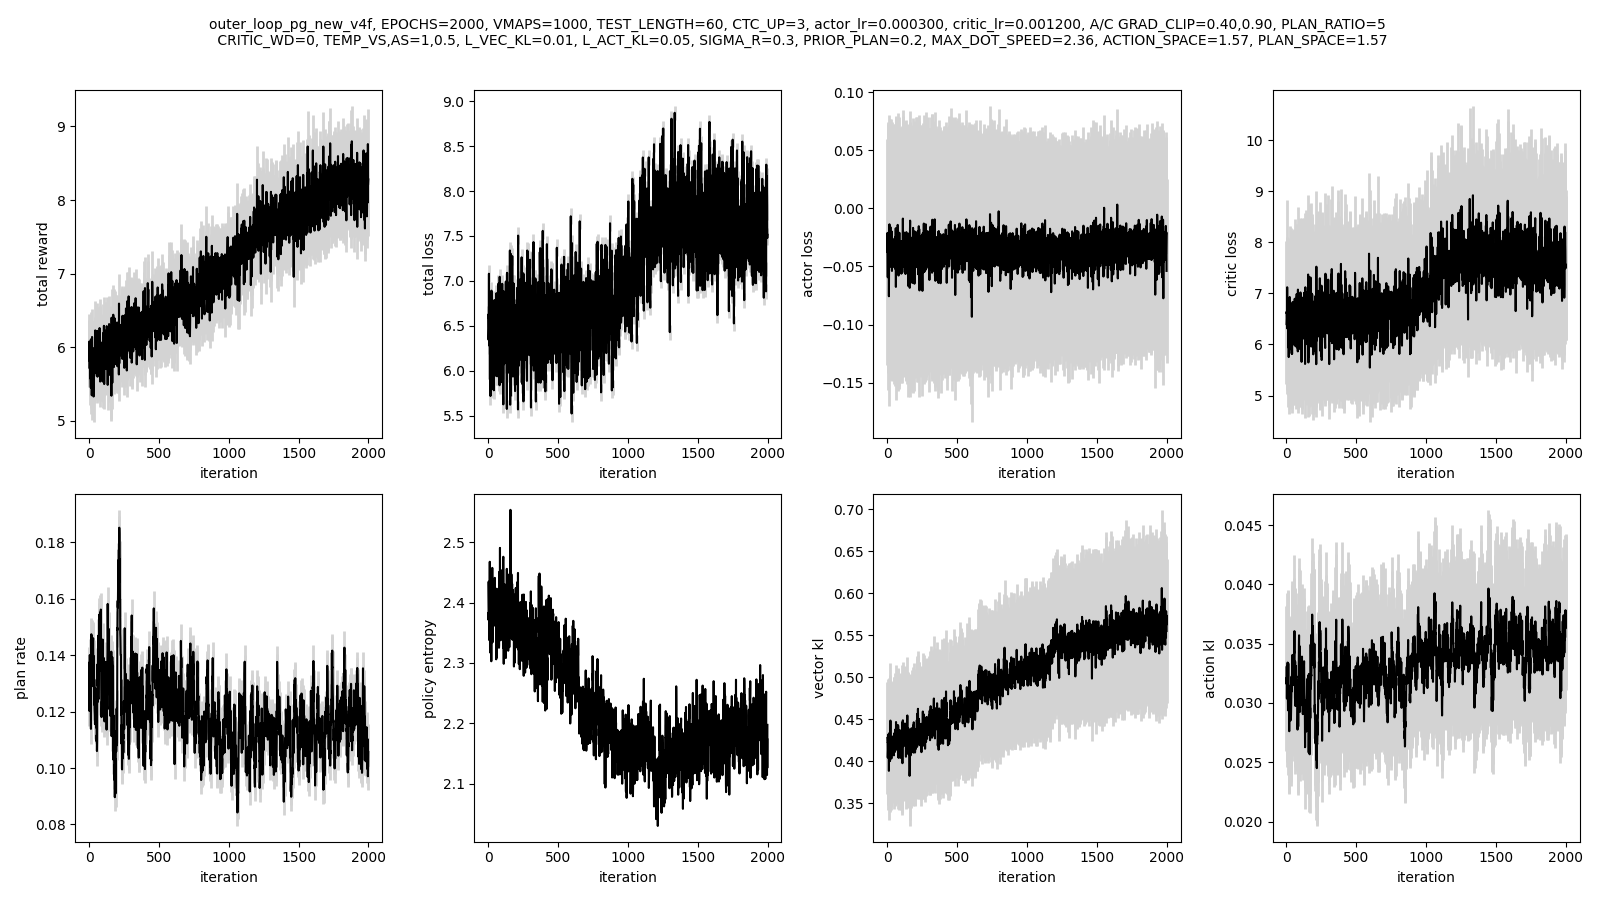 outer_loop_pg_new_v4f, EPOCHS=2000, VMAPS=1000, TEST_LENGTH=60, CTC_UP=3, actor_lr=0.000300, critic_lr=0.001200, A/C GRAD_CLIP=0.40,0.90, PLAN_RATIO=5
CRITIC_WD=0, TEMP_VS,AS=1,0.5, L_VEC_KL=0.01, L_ACT_KL=0.05, SIGMA_R=0.3, PRIOR_PLAN=0.2, MAX_DOT_SPEED=2.36, ACTION_SPACE=1.57, PLAN_SPACE=1.57
total reward
9
8
7
6
5
0 500 1000 1500 2000
iteration
total loss
9.0
8.5
8.0
7.5
7.0
6.5
6.0
5.5
0 500 1000 1500 2000
iteration
actor loss
0.10
0.05
0.00
−0.05
−0.10
−0.15
0 500 1000 1500 2000
iteration
critic loss
10
9
8
7
6
5
0 500 1000 1500 2000
iteration
plan rate
0.18
0.16
0.14
0.12
0.10
0.08
0 500 1000 1500 2000
iteration
policy entropy
2.5
2.4
2.3
2.2
2.1
0 500 1000 1500 2000
iteration
vector kl
0.70
0.65
0.60
0.55
0.50
0.45
0.40
0.35
0 500 1000 1500 2000
iteration
action kl
0.045
0.040
0.035
0.030
0.025
0.020
0 500 1000 1500 2000
iteration